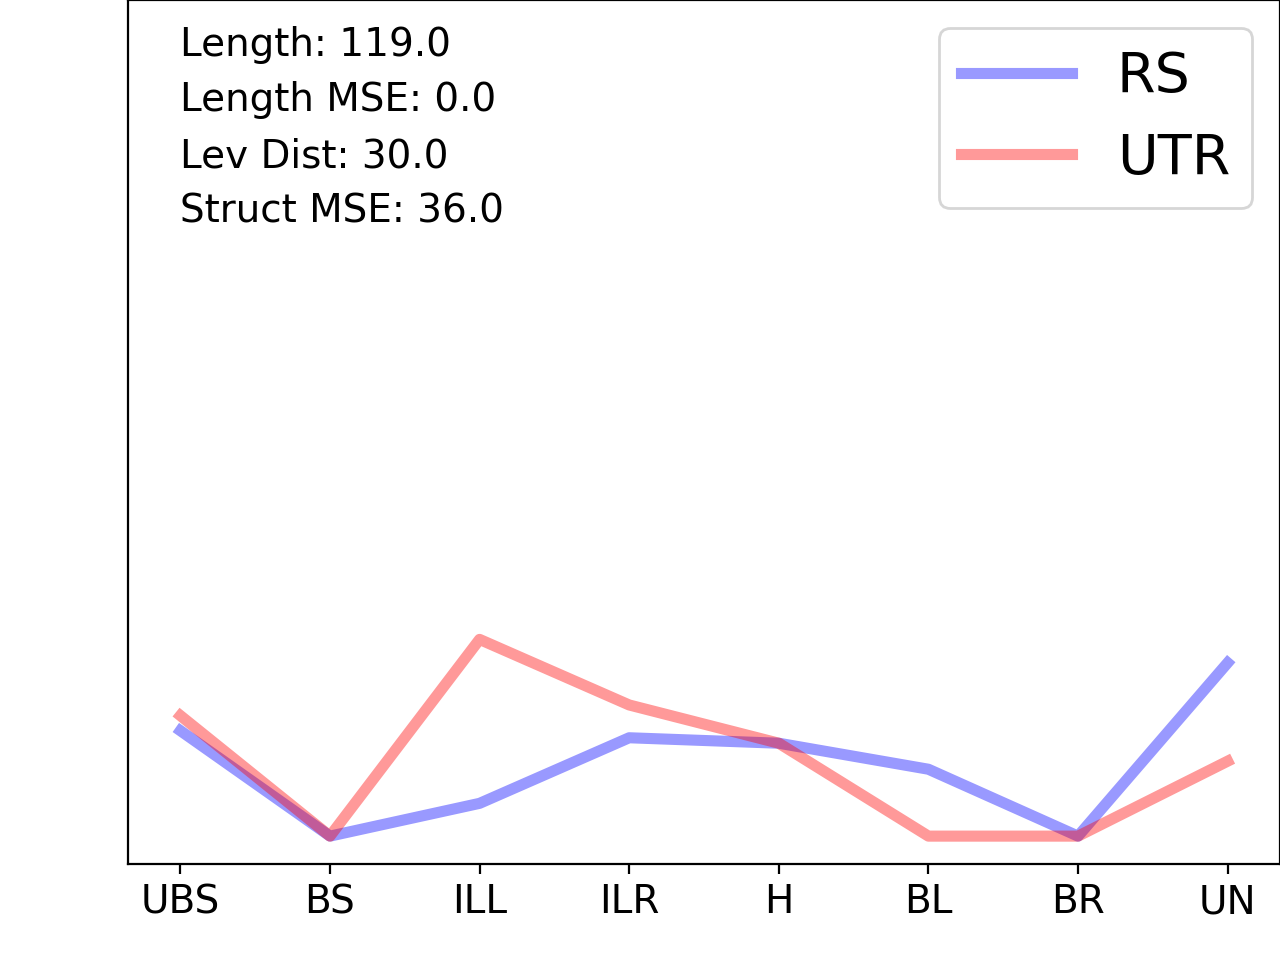 Length: 119.0
Length MSE: 0.0
Lev Dist: 30.0
Struct MSE: 36.0
RS
UTR
UBS BS ILL ILR H BL BR UN